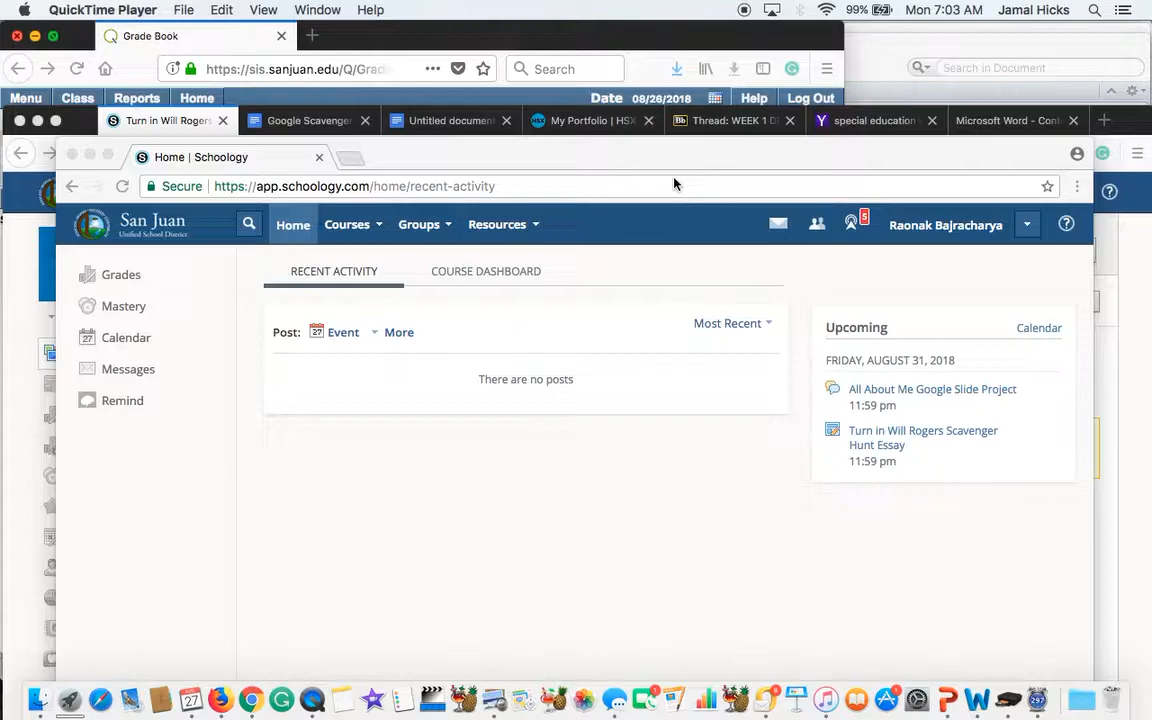 QuickTime Player File Edit View Window Help 99% Mon 7:03 AM Jamal Hicks
Grade Book
https://sis.sanjuan.edu/Q/Grad
Search
Search in Document
Menu Class Reports Home Date 08/26/2018 Help Log Out
Turn in Will Rogers
Google Scavenger
Untitled document
My Portfolio | HSX
Thread: WEEK 1 D
special education
Microsoft Word - Cont
Home | Schoology
Secure https://app.schoology.com/home/recent-activity
San Juan
Unified School District
Home Courses Groups Resources 5 Raonak Bajracharya
Grades
Mastery
Calendar
Messages
Remind
RECENT ACTIVITY COURSE DASHBOARD
Post: 27 Event More
Most Recent
There are no posts
Upcoming Calendar
FRIDAY, AUGUST 31, 2018
All About Me Google Slide Project
11:59 pm
Turn in Will Rogers Scavenger
Hunt Essay
11:59 pm